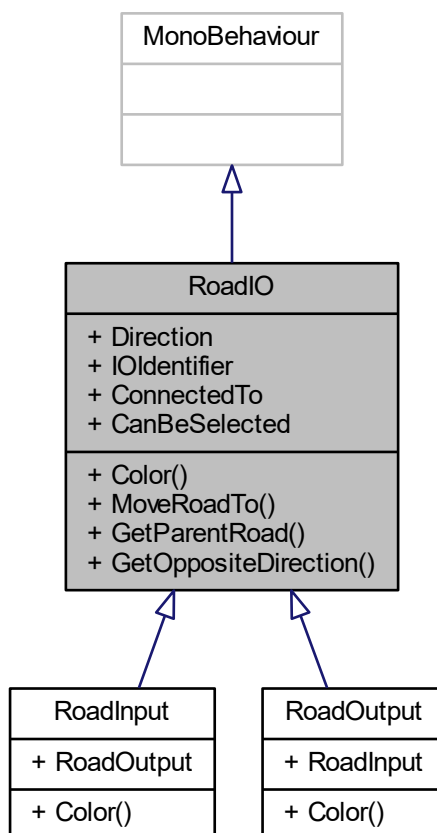 MonoBehaviour
RoadIO
+ Direction
+ IOIdentifier
+ ConnectedTo
+ CanBeSelected
+ Color()
+ MoveRoadTo()
+ GetParentRoad()
+ GetOppositeDirection()
RoadInput
+ RoadOutput
+ Color()
RoadOutput
+ RoadInput
+ Color()